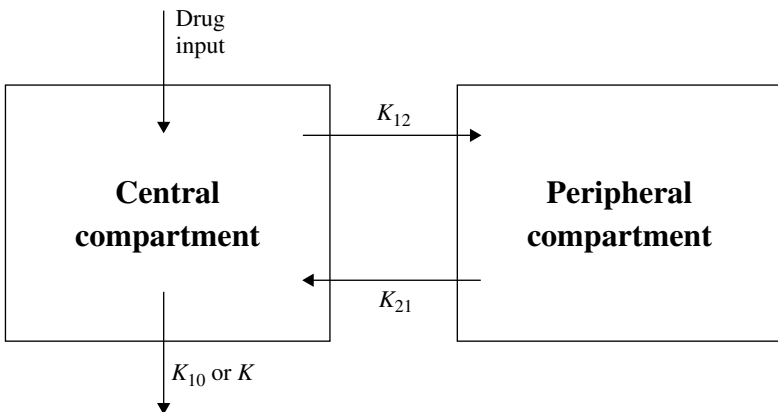 Drug
input
K12
Central
compartment
Peripheral
compartment
K21
K10 or K